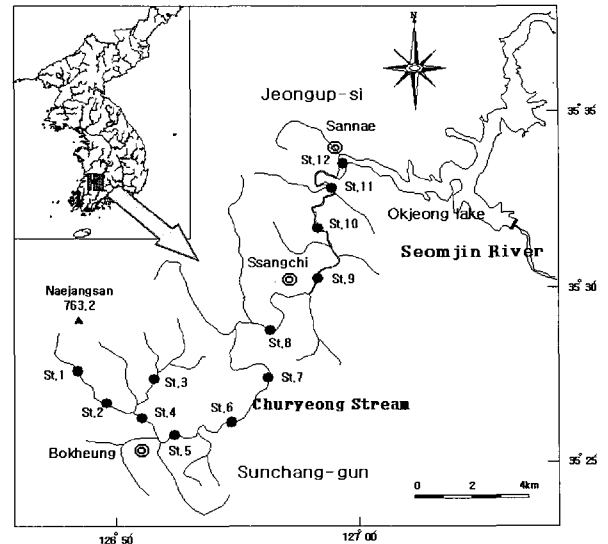 N
Jeongup-si
Sannae
St,12
St,11
Okjeong lake
St,10
Seomjin River
Ssangchi
St,9
Naejangsan
763.2
St,8
St,1
St,3
St,7
St,2
St,4
St,6
Churyeong Stream
St,5
Bokheung
Sunchang-gun
35 35
35 30
35 25
0 2 4km
126 50
127 00